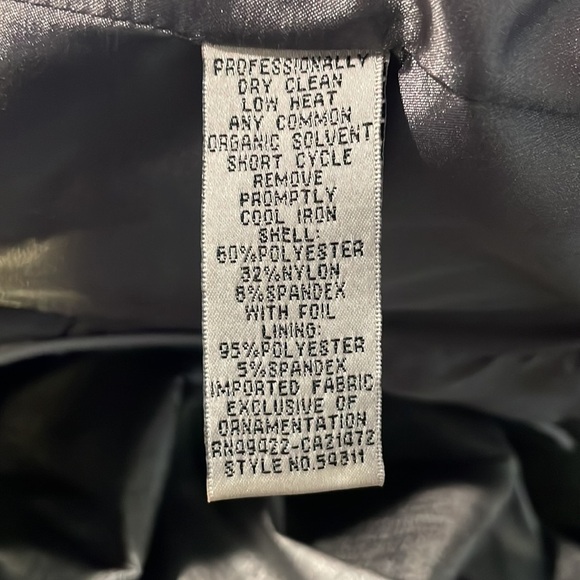 PROFESSIONALLY
DRY CLEAN
LOW HEAT
ANY COMMON
ORGANIC SOLVENT
SHORT CYCLE
REMOVE
PROMPTLY
COOL IRON
SHELL:
60%POLYESTER
32%NYLON
8%SPANDEX
WITH FOIL
LINING:
95%POLYESTER
5%SPANDEX
IMPORTED FABRIC
EXCLUSIVE OF
ORNAMENTATION
RN49422-CA21472
STYLE NO.54311